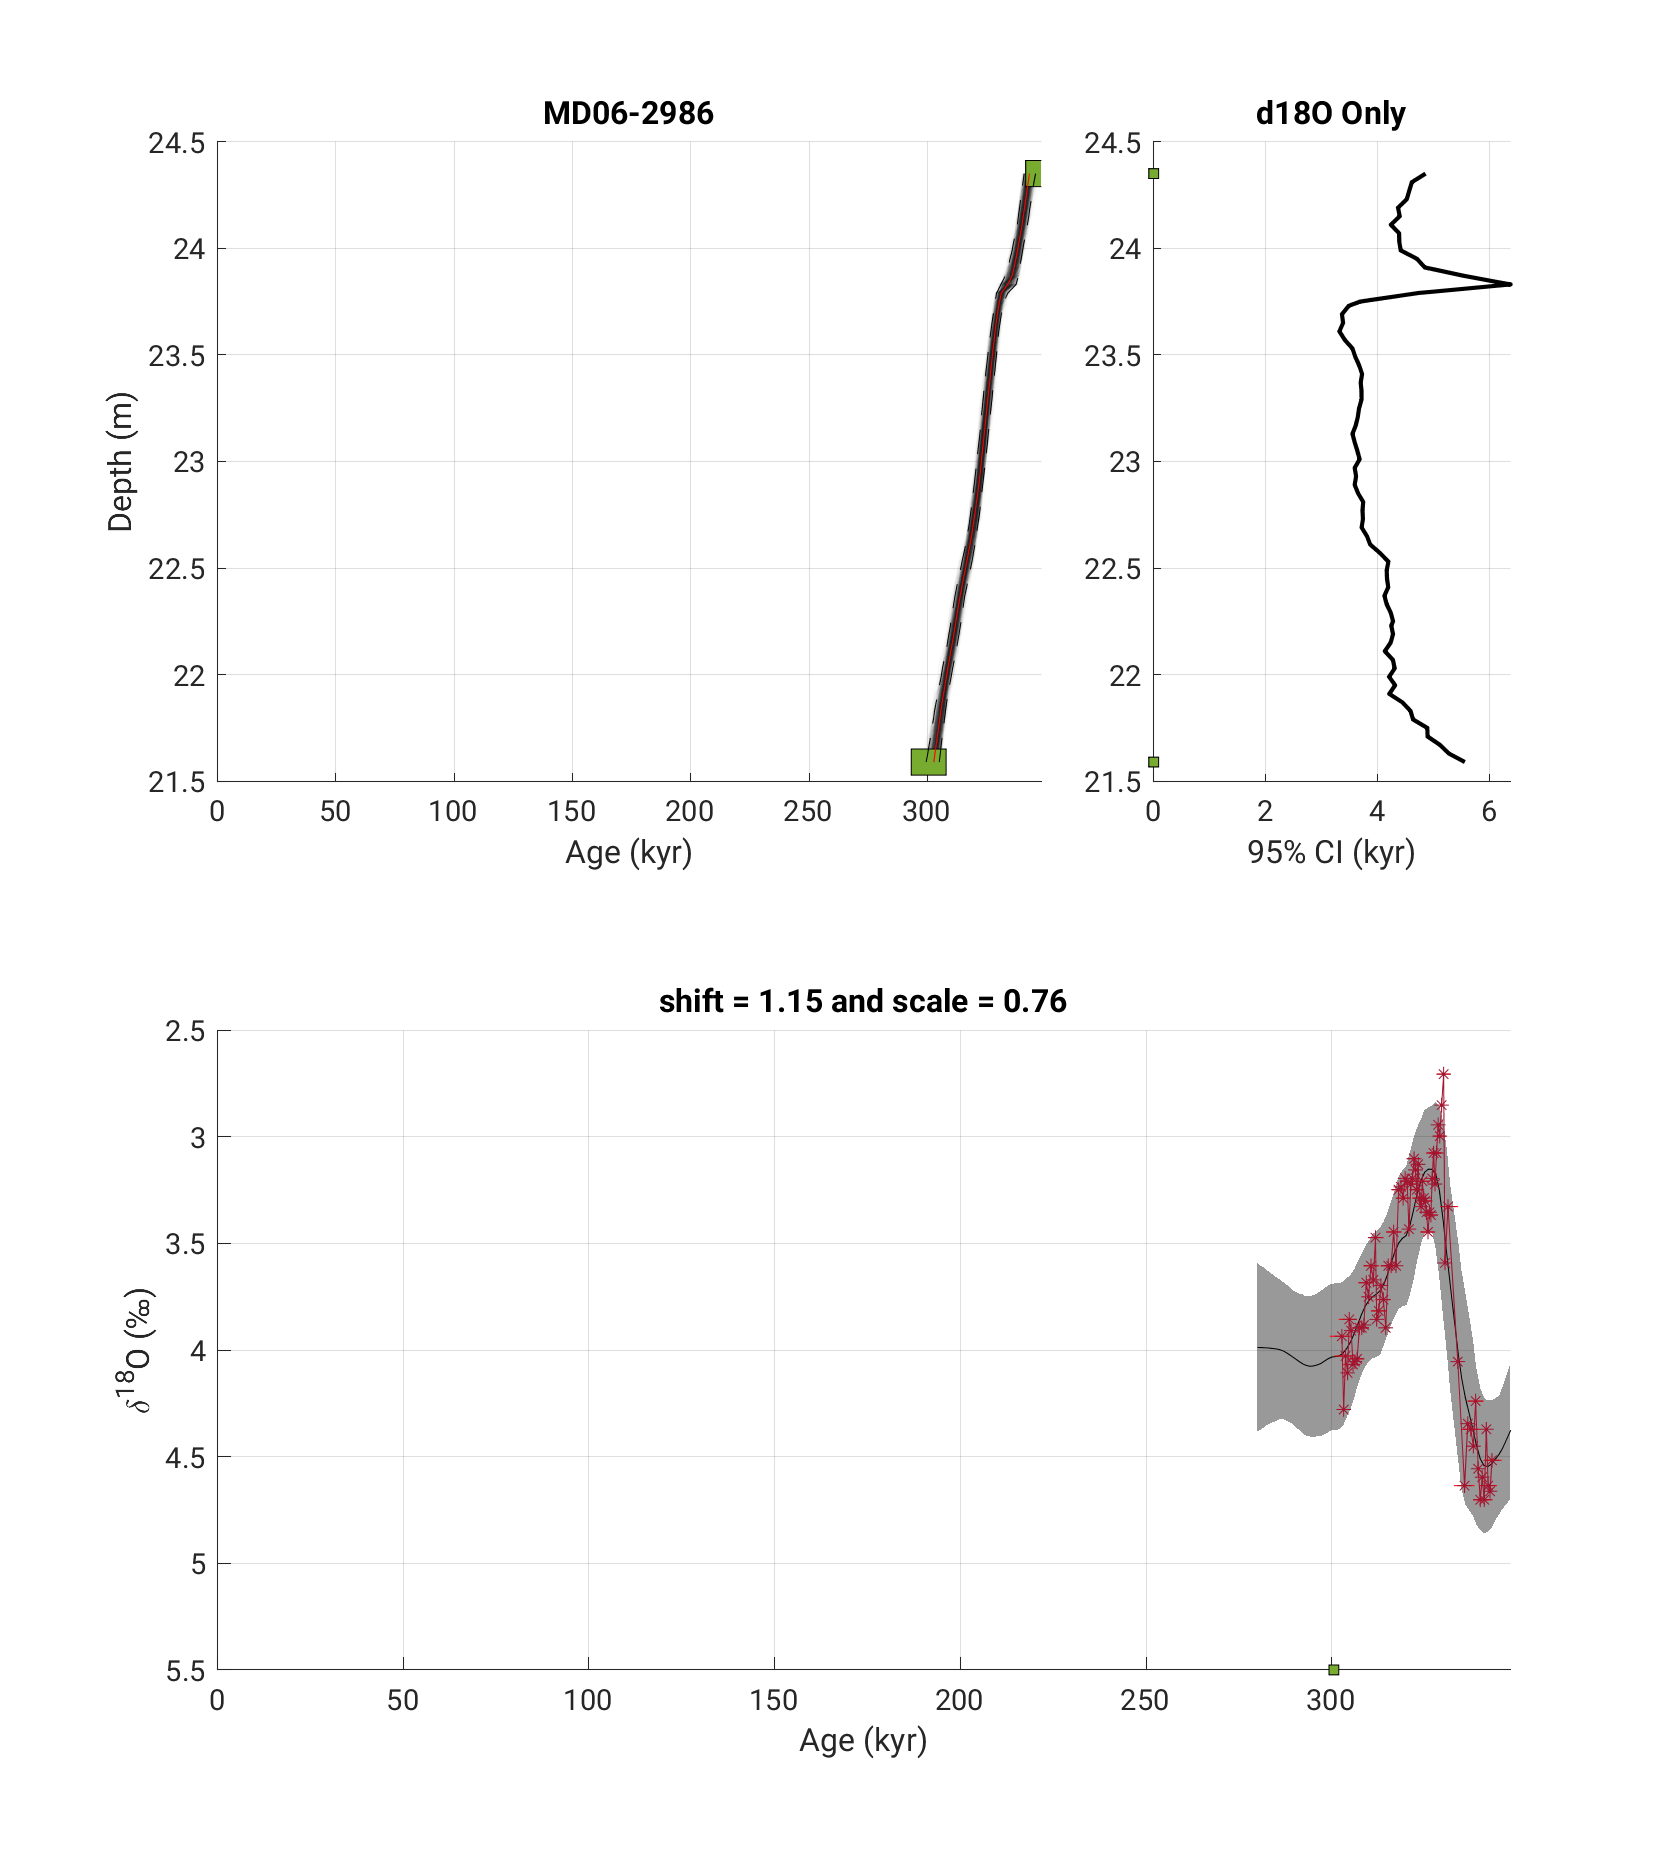 MD06-2986
d18O Only
24.5
24
23.5
23
22.5
22
21.5
Depth (m)
0 50 100 150 200 250 300
Age (kyr)
24.5
24
23.5
23
22.5
22
21.5
0 2 4 6
95% CI (kyr)
shift = 1.15 and scale = 0.76
2.5
3
3.5
4
4.5
5
5.5
δ¹⁸O (‰)
0 50 100 150 200 250 300
Age (kyr)